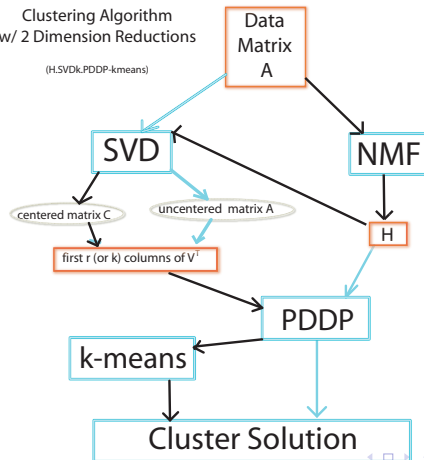 Clustering Algorithm
w/ 2 Dimension Reductions
(H.SVDk.PDDP-kmeans)
Data
Matrix
A
SVD
NMF
centered matrix C
uncentered matrix A
H
first r (or k) columns of V^T
PDDP
k-means
Cluster Solution